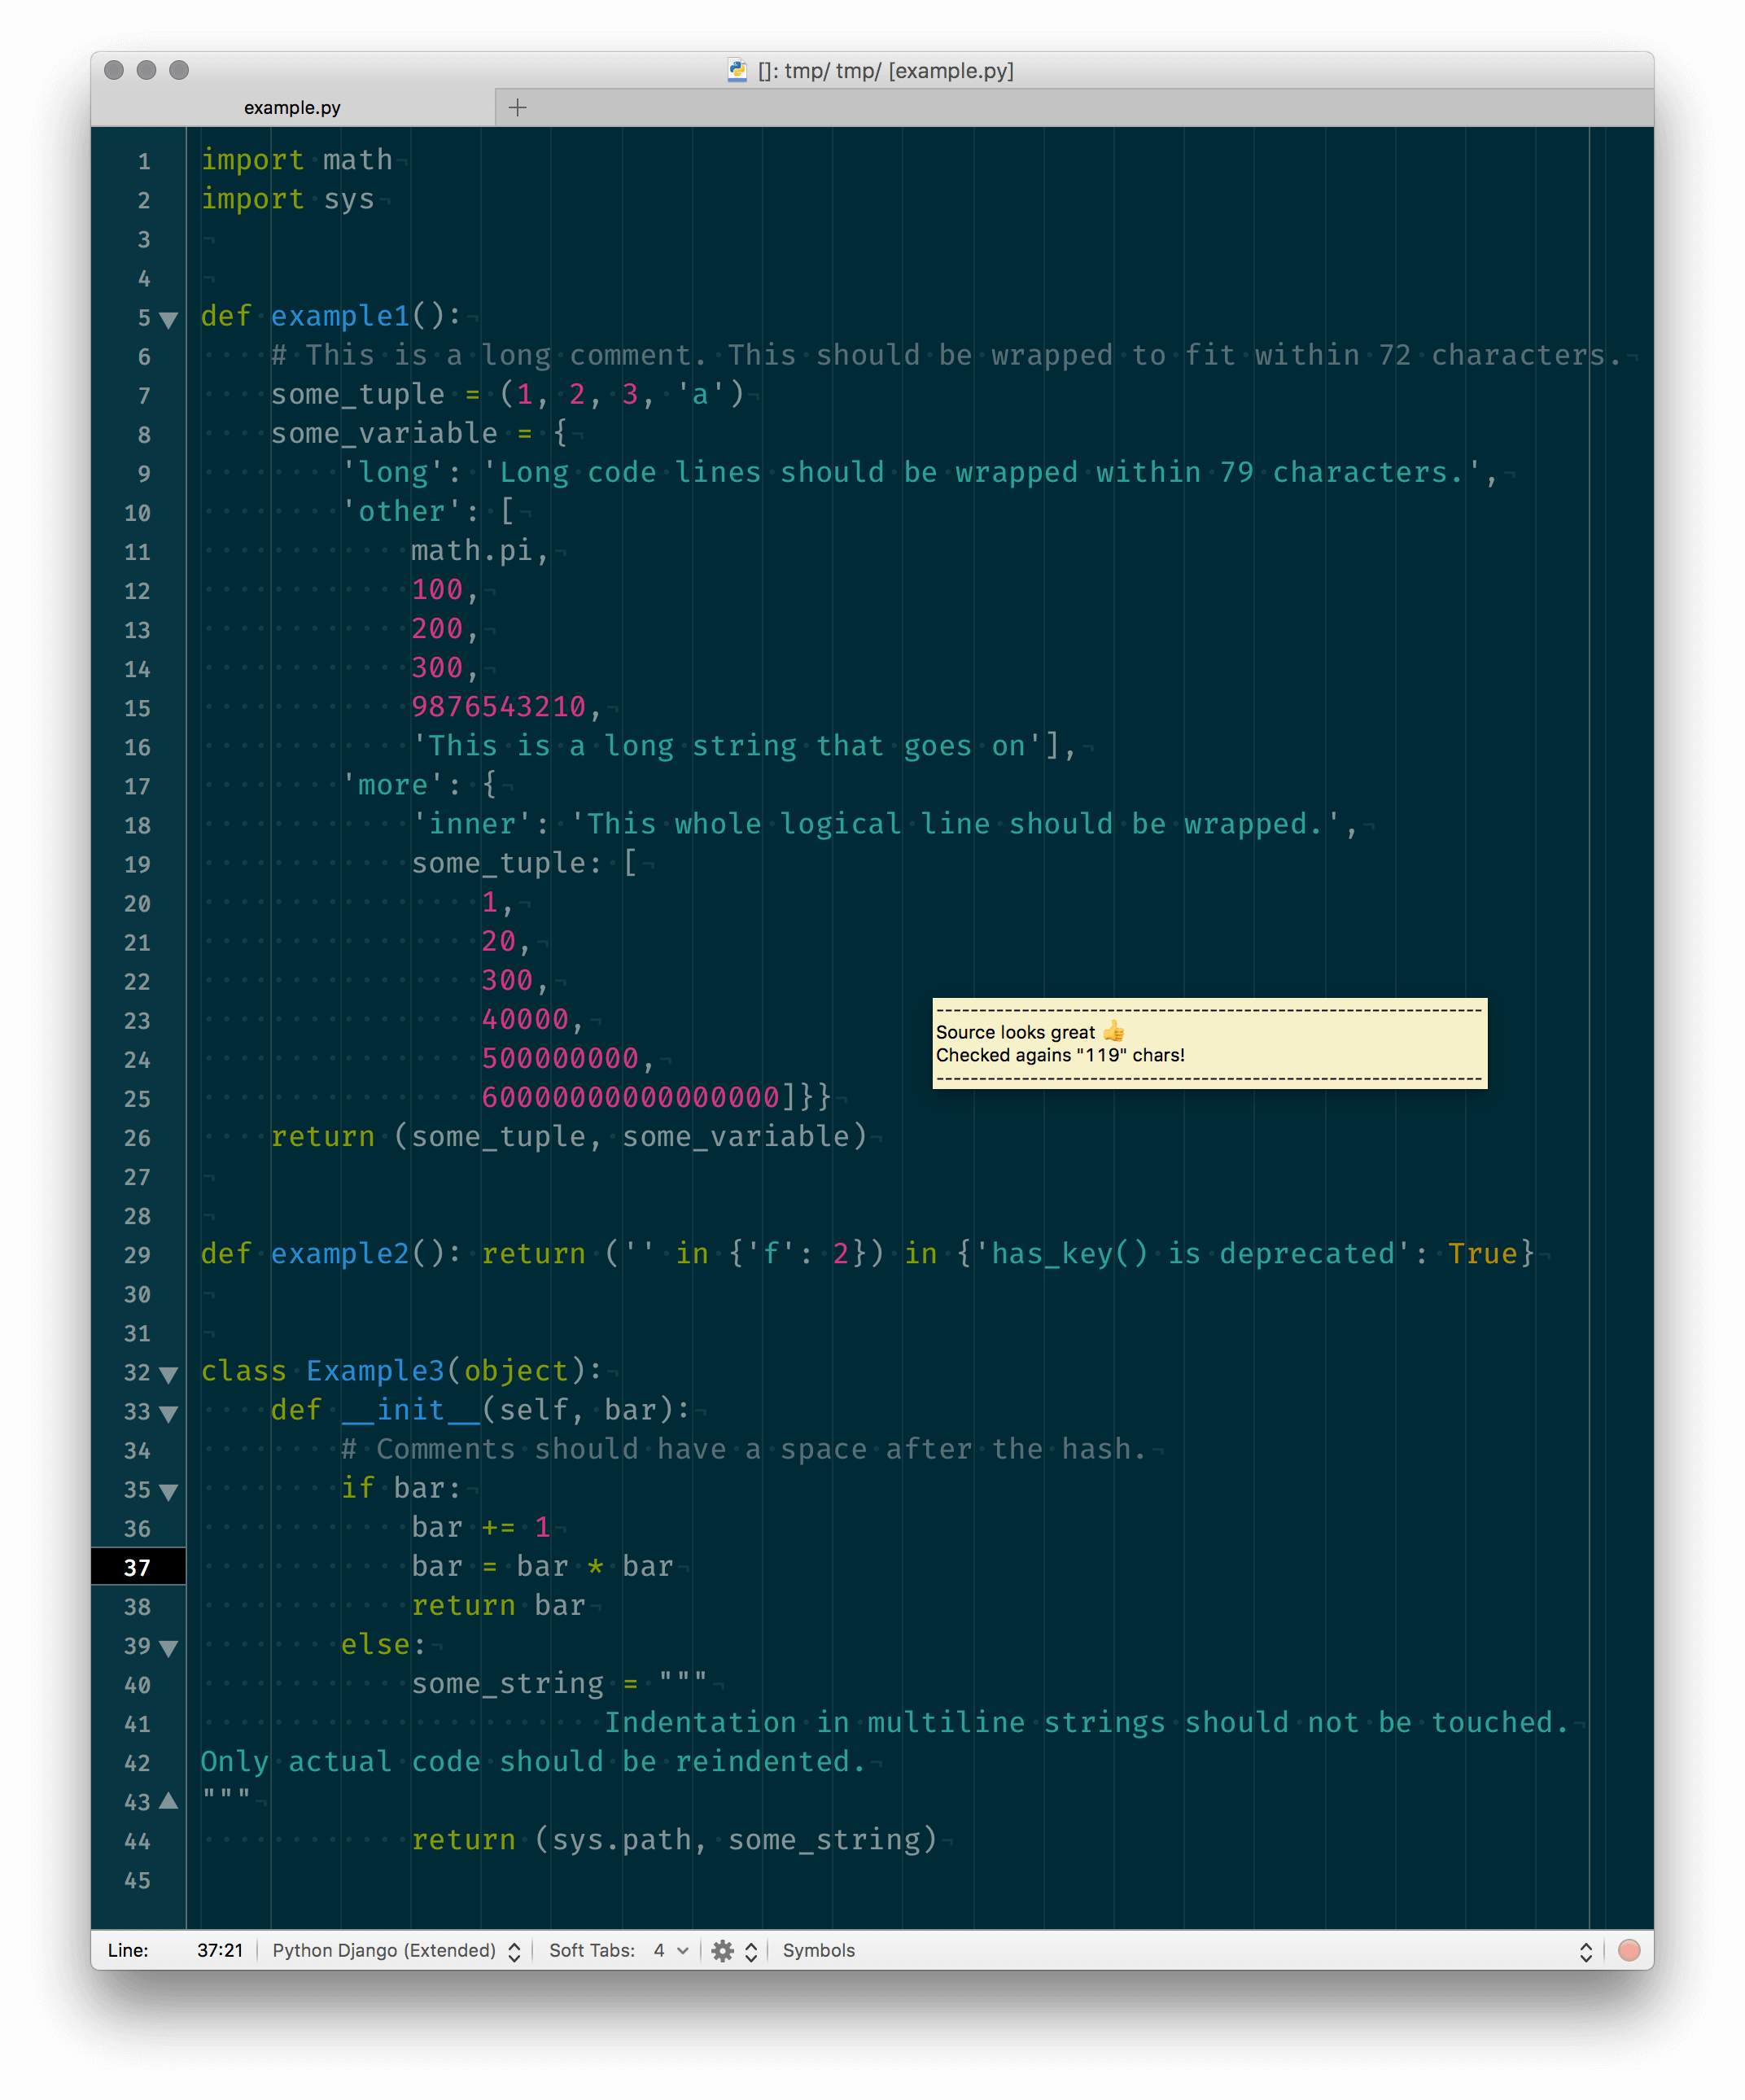 []: tmp/ tmp/ [example.py]
example.py
1 import math
2 import sys
3
4
5 def example1():
6     # This is a long comment. This should be wrapped to fit within 72 characters.
7     some_tuple = (1, 2, 3, 'a')
8     some_variable = {
9         'long': 'Long code lines should be wrapped within 79 characters.',
10         'other': [
11             math.pi,
12             100,
13             200,
14             300,
15             9876543210,
16             'This is a long string that goes on'],
17         'more': {
18             'inner': 'This whole logical line should be wrapped.',
19             some_tuple: [
20                 1,
21                 20,
22                 300,
23                 40000,
24                 500000000,
25                 60000000000000000]}}
26     return (some_tuple, some_variable)
27
28
29 def example2(): return ('' in {'f': 2}) in {'has_key() is deprecated': True}
30
31
32 class Example3(object):
33     def __init__(self, bar):
34         # Comments should have a space after the hash.
35         if bar:
36             bar += 1
37             bar = bar * bar
38             return bar
39         else:
40             some_string = """
41                        Indentation in multiline strings should not be touched.
42 Only actual code should be reindented.
43 """
44             return (sys.path, some_string)
45
Source looks great 👍
Checked agains "119" chars!
Line: 37:21 Python Django (Extended) Soft Tabs: 4 Symbols